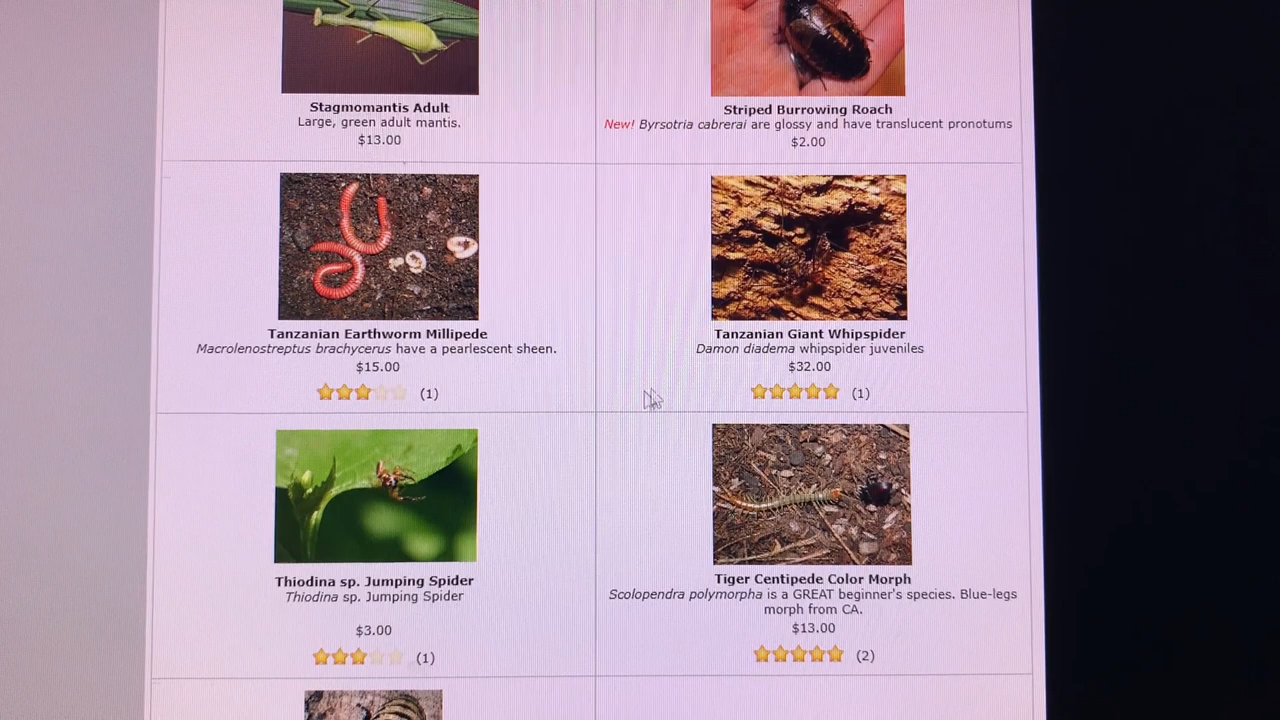 Stagmomantis Adult
Large, green adult mantis.
$13.00
Striped Burrowing Roach
New! Byrsotria cabrerai are glossy and have translucent pronotums
$2.00
Tanzanian Earthworm Millipede
Macrolenostreptus brachycerus have a pearlescent sheen.
$15.00
(1)
Tanzanian Giant Whipspider
Damon diadema whipspider juveniles
$32.00
(1)
Thiodina sp. Jumping Spider
Thiodina sp. Jumping Spider
$3.00
(1)
Tiger Centipede Color Morph
Scolopendra polymorpha is a GREAT beginner's species. Blue-legs
morph from CA.
$13.00
(2)